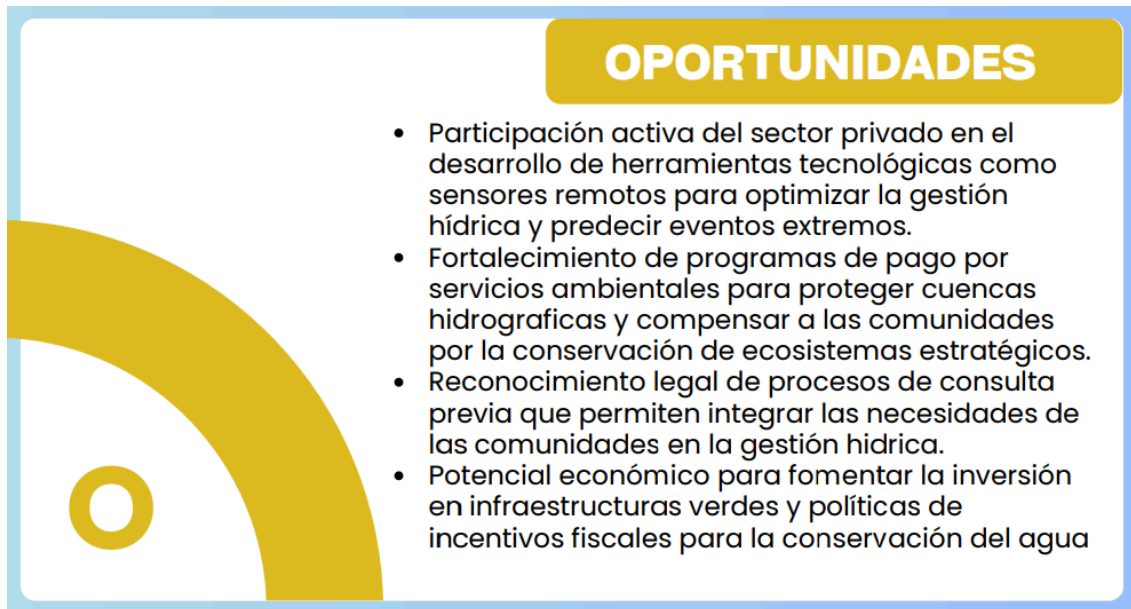 OPORTUNIDADES
• Participación activa del sector privado en el
desarrollo de herramientas tecnológicas como
sensores remotos para optimizar la gestión
hídrica y predecir eventos extremos.
• Fortalecimiento de programas de pago por
servicios ambientales para proteger cuencas
hidrograficas y compensar a las comunidades
por la conservación de ecosistemas estratégicos.
• Reconocimiento legal de procesos de consulta
previa que permiten integrar las necesidades de
las comunidades en la gestión hidrica.
• Potencial económico para fomentar la inversión
en infraestructuras verdes y políticas de
incentivos fiscales para la conservación del agua
O